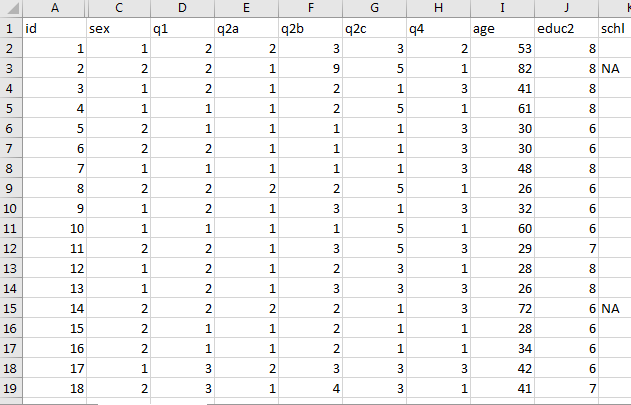 A C D E F G H I J
1 id sex q1 q2a q2b q2c q4 age educ2 schl
2 1 1 2 2 3 3 2 53 8
3 2 2 2 1 9 5 1 82 8 NA
4 3 1 2 1 2 1 3 41 8
5 4 1 1 1 2 5 1 61 8
6 5 2 1 1 1 1 3 30 6
7 6 2 2 1 1 1 3 30 6
8 7 1 1 1 1 1 3 48 8
9 8 2 2 2 2 5 1 26 6
10 9 1 2 1 3 1 3 32 6
11 10 1 1 1 1 5 1 60 6
12 11 2 2 1 3 5 3 29 7
13 12 1 2 1 2 3 1 28 8
14 13 1 2 1 3 3 3 26 8
15 14 2 2 2 2 1 3 72 6 NA
16 15 2 1 1 2 1 1 28 6
17 16 2 1 1 2 1 1 34 6
18 17 1 3 2 3 3 3 42 6
19 18 2 3 1 4 3 1 41 7